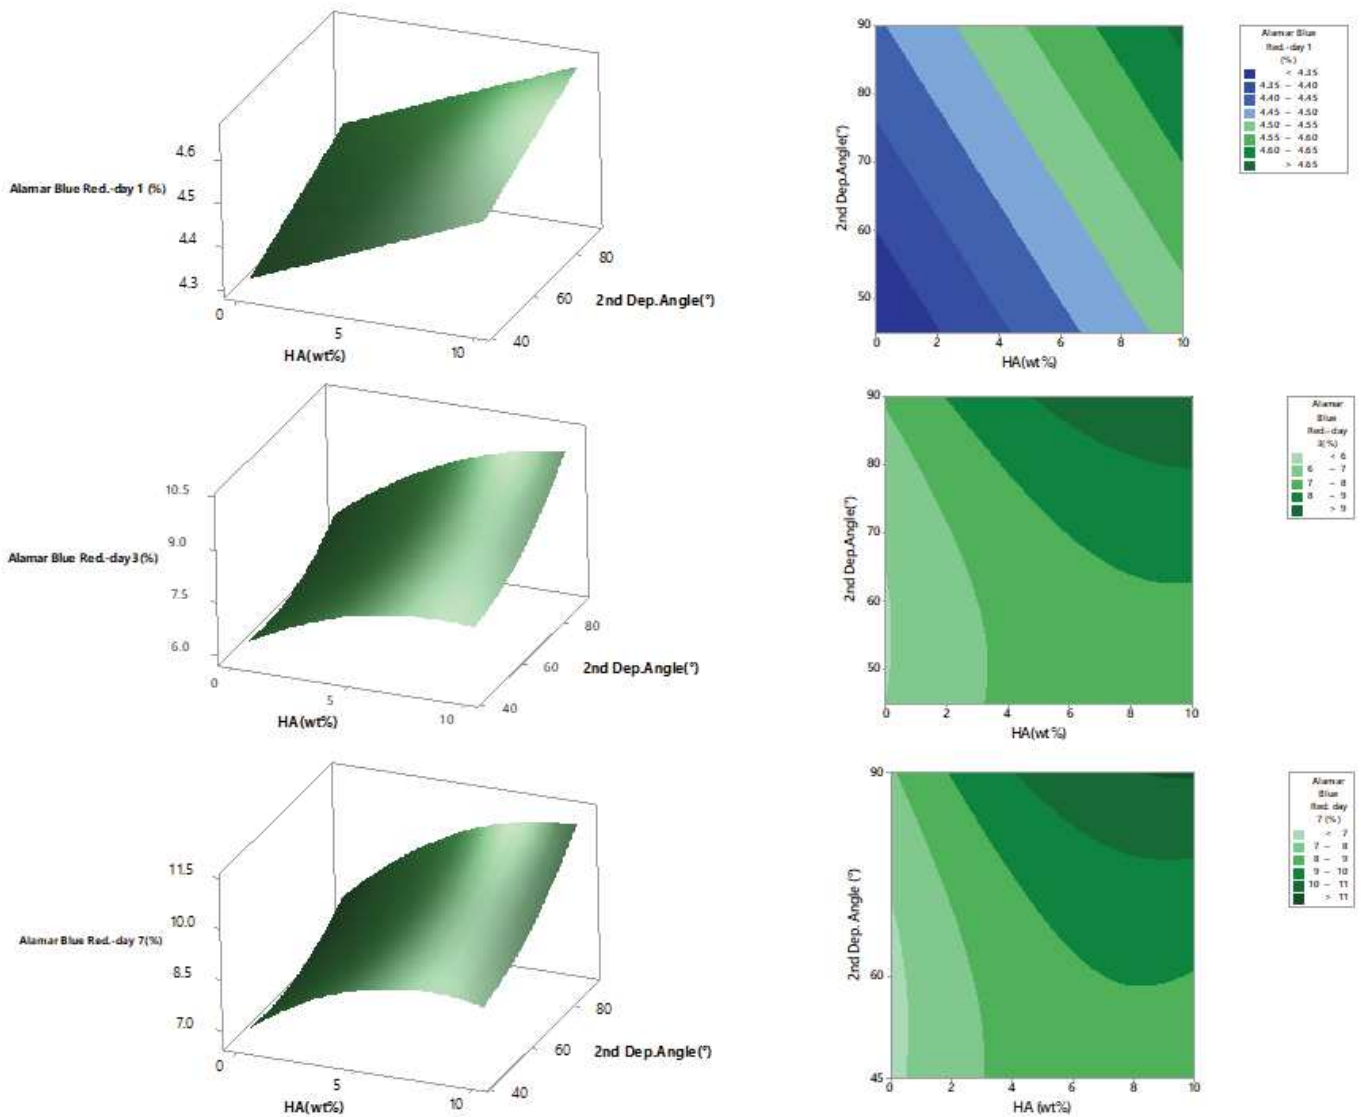 4.6
4.5
4.4
4.3
Alamar Blue Red.-day 1 (%)
0
5
10
HA(wt%)
40
60
80
2nd Dep.Angle(°)
90
80
70
60
50
2nd Dep.Angle(°)
0
2
4
6
8
10
HA(wt%)
Alamar Blue
Red.-day 1
(%)
< 4.35
4.35 – 4.40
4.40 – 4.45
4.45 – 4.50
4.50 – 4.55
4.55 – 4.60
4.60 – 4.65
> 4.65
10.5
9.0
7.5
6.0
Alamar Blue Red.-day 3(%)
0
5
10
HA(wt%)
40
60
80
2nd Dep.Angle(°)
90
80
70
60
50
2nd Dep.Angle(°)
0
2
4
6
8
10
HA(wt%)
Alamar
Blue
Red.-day
3(%)
< 6
6 – 7
7 – 8
8 – 9
> 9
11.5
10.0
8.5
7.0
Alamar Blue Red.-day 7(%)
0
5
10
HA(wt%)
40
60
80
2nd Dep.Angle(°)
90
60
45
2nd Dep. Angle (°)
0
2
4
6
8
10
HA (wt%)
Alamar
Blue
Red. day
7 (%)
< 7
7 – 8
8 – 9
9 – 10
10 – 11
> 11